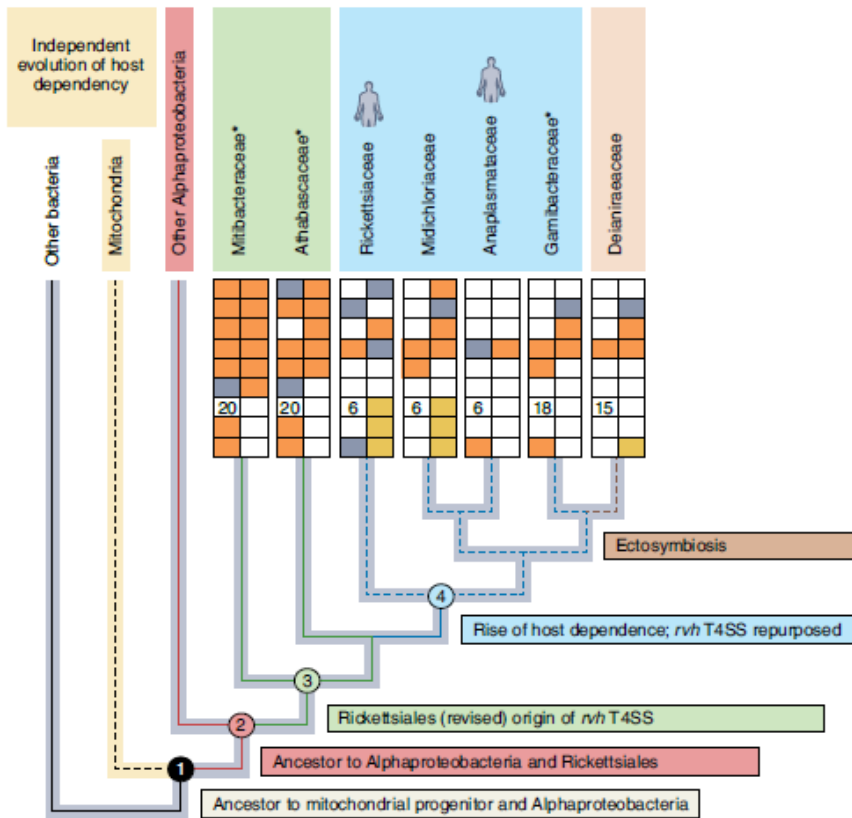 Independent
evolution of host
dependency
Other bacteria
Mitochondria
Other Alphaproteobacteria
Mitibacteraceae*
Athabascaceae*
Rickettsiaceae
Midichloriaceae
Anaplasmataceae
Gamibacteraceae*
Deianiraeaceae
20 20 6 6 6 18 15
Ectosymbiosis
4
Rise of host dependence; rvh T4SS repurposed
3
Rickettsiales (revised) origin of rvh T4SS
2
Ancestor to Alphaproteobacteria and Rickettsiales
1
Ancestor to mitochondrial progenitor and Alphaproteobacteria